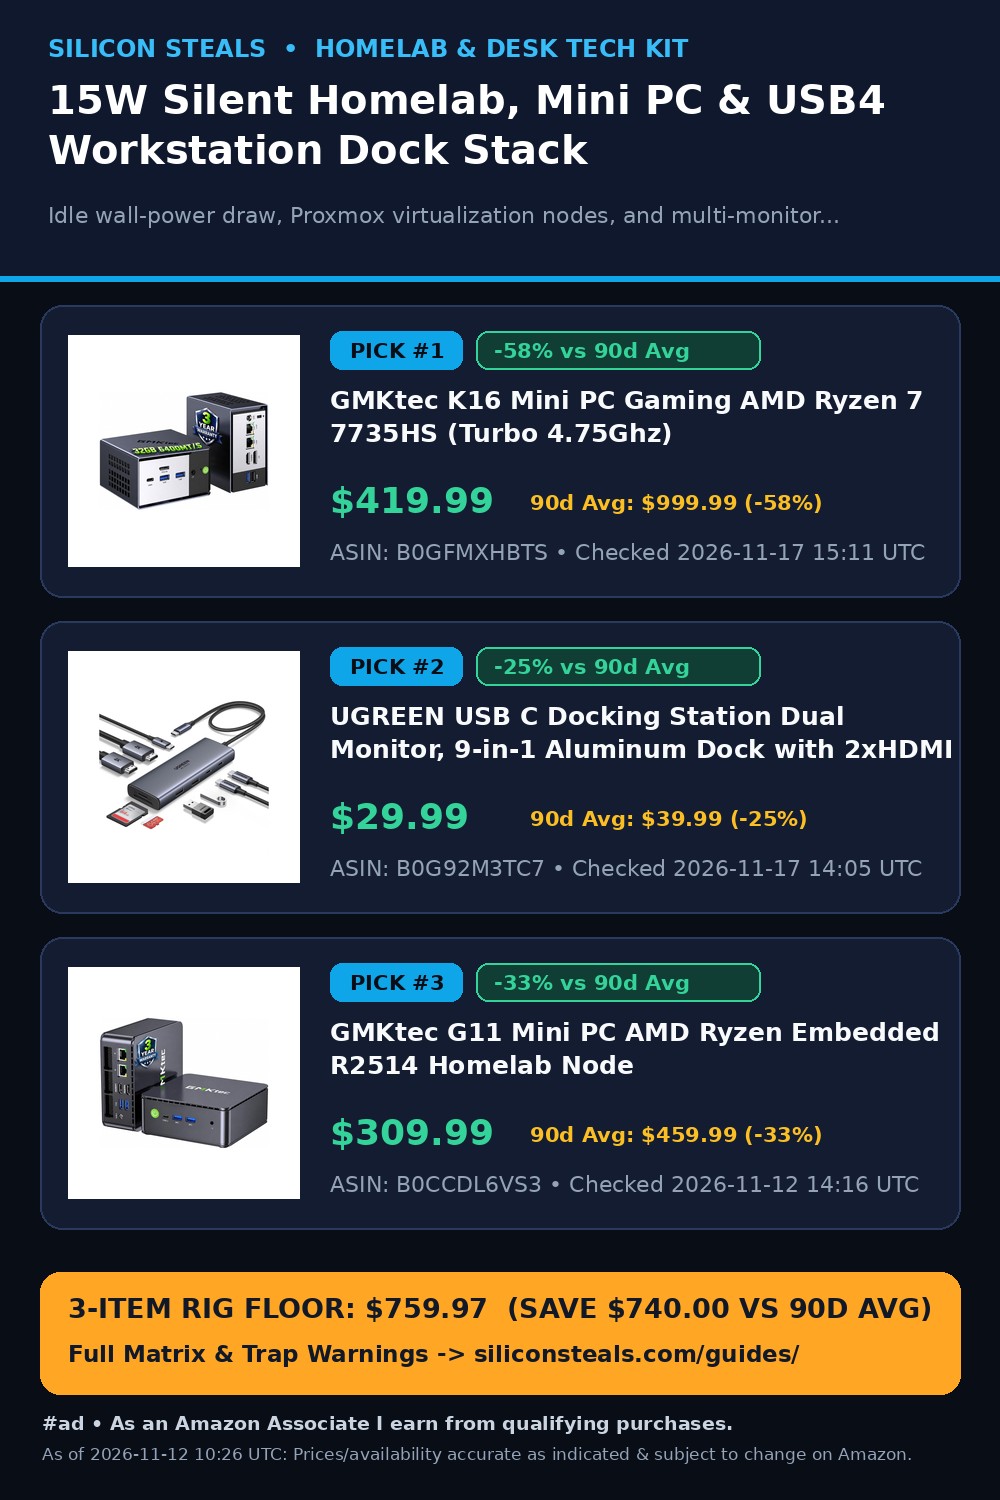 SILICON STEALS • HOMELAB & DESK TECH KIT
15W Silent Homelab, Mini PC & USB4
Workstation Dock Stack
Idle wall-power draw, Proxmox virtualization nodes, and multi-monitor...
3
YEAR
WARRANTY
32GB 6400MT/S
PICK #1
-58% vs 90d Avg
GMKtec K16 Mini PC Gaming AMD Ryzen 7
7735HS (Turbo 4.75Ghz)
$419.99
90d Avg: $999.99 (-58%)
ASIN: B0GFMXHBTS • Checked 2026-11-17 15:11 UTC
PICK #2
-25% vs 90d Avg
UGREEN USB C Docking Station Dual
Monitor, 9-in-1 Aluminum Dock with 2xHDMI
$29.99
90d Avg: $39.99 (-25%)
ASIN: B0G92M3TC7 • Checked 2026-11-17 14:05 UTC
3
YEAR
WARRANTY
GMKtec
PICK #3
-33% vs 90d Avg
GMKtec G11 Mini PC AMD Ryzen Embedded
R2514 Homelab Node
$309.99
90d Avg: $459.99 (-33%)
ASIN: B0CCDL6VS3 • Checked 2026-11-12 14:16 UTC
3-ITEM RIG FLOOR: $759.97 (SAVE $740.00 VS 90D AVG)
Full Matrix & Trap Warnings -> siliconsteals.com/guides/
#ad • As an Amazon Associate I earn from qualifying purchases.
As of 2026-11-12 10:26 UTC: Prices/availability accurate as indicated & subject to change on Amazon.